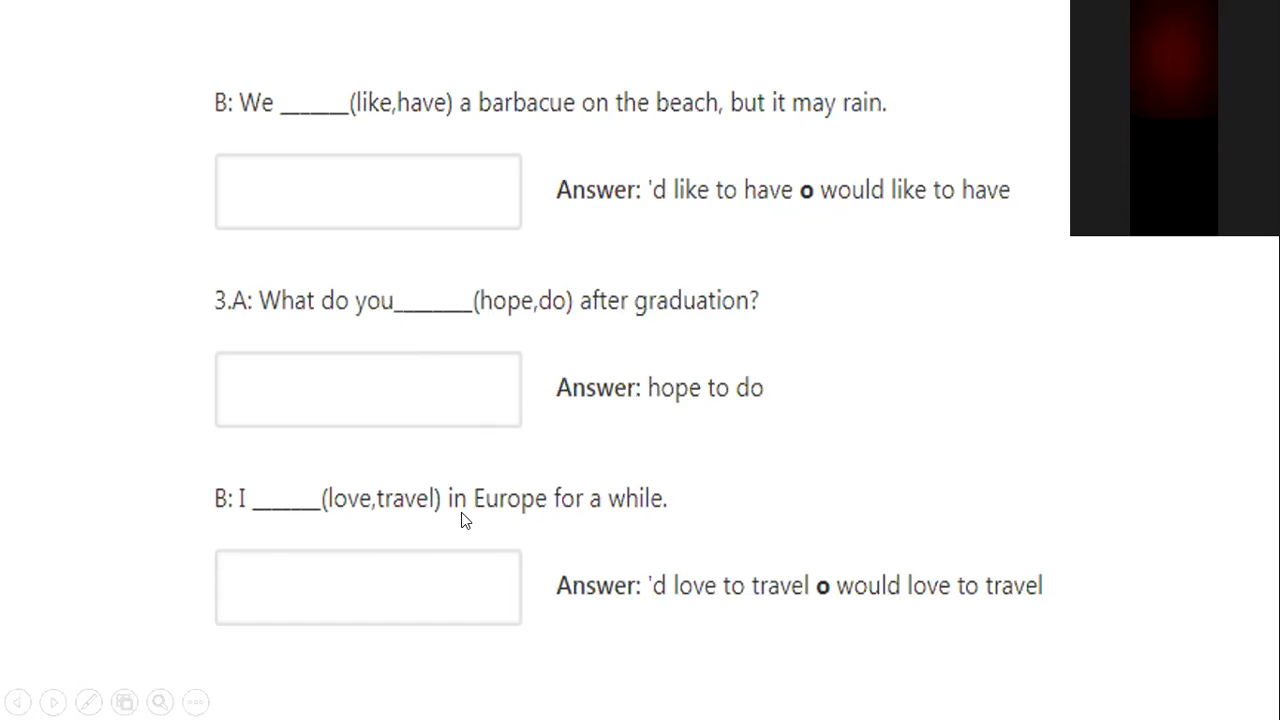 B: We ______(like,have) a barbacue on the beach, but it may rain.
Answer: 'd like to have o would like to have
3.A: What do you_______(hope,do) after graduation?
Answer: hope to do
B: I ______(love,travel) in Europe for a while.
Answer: 'd love to travel o would love to travel